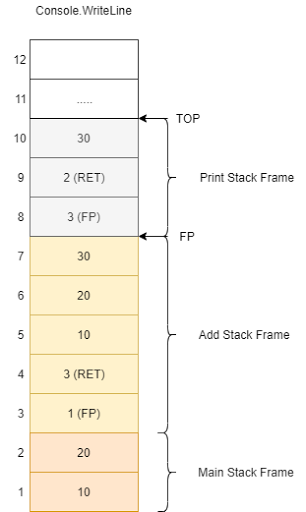 Console.WriteLine
12
11 .....
TOP
10 30
9 2 (RET) Print Stack Frame
8 3 (FP)
FP
7 30
6 20
5 10 Add Stack Frame
4 3 (RET)
3 1 (FP)
2 20
Main Stack Frame
1 10